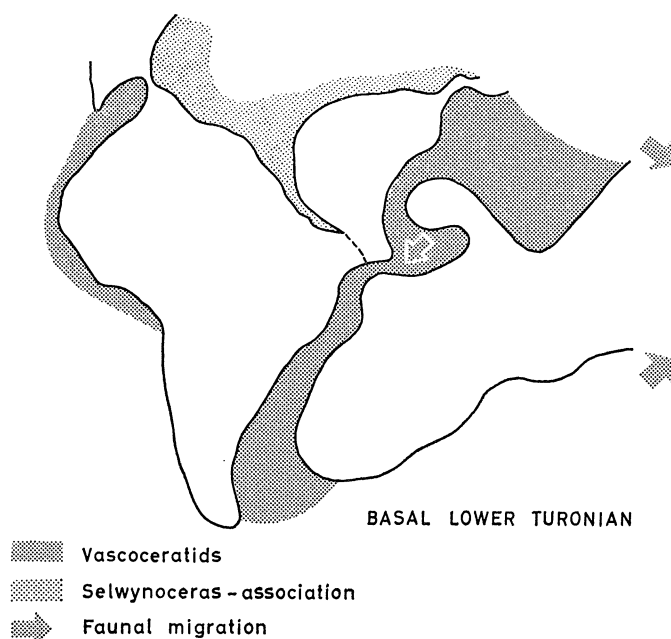 BASAL LOWER TURONIAN
Vascoceratids
Selwynoceras-association
Faunal migration